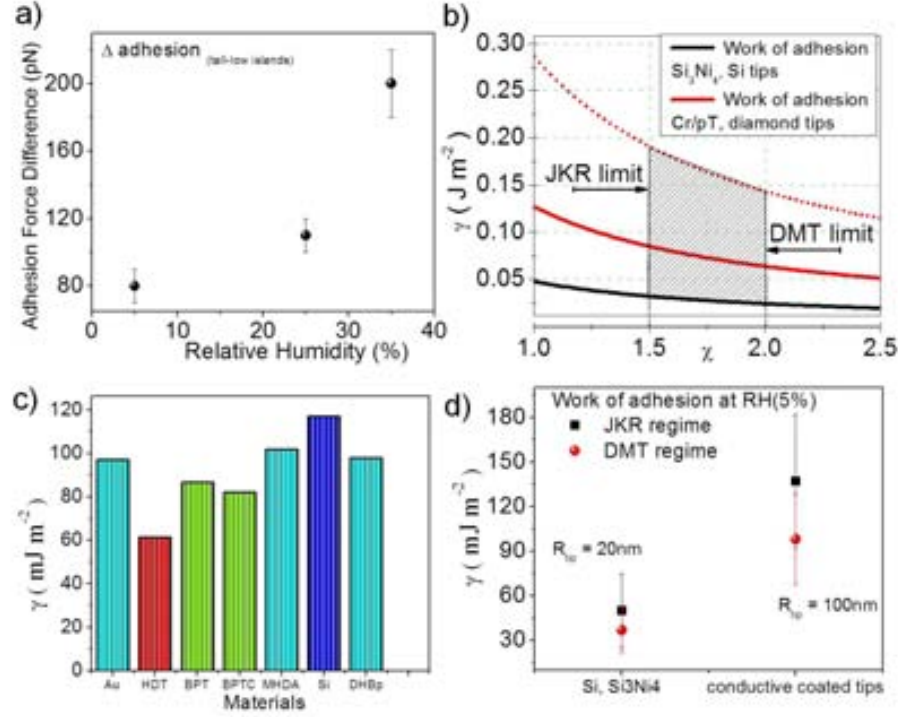 a)
Δ adhesion (tall-low islands)
Adhesion Force Difference (pN)
200
160
120
80
0 10 20 30 40
Relative Humidity (%)
b)
0.30
0.25
0.20
0.15
0.10
0.05
γ ( J m⁻²)
Work of adhesion
Si₃Ni₄, Si tips
Work of adhesion
Cr/pT, diamond tips
JKR limit
DMT limit
1.0 1.5 2.0 2.5
χ
c)
120
100
80
60
40
20
0
γ ( mJ m⁻²)
Au HDT BPT BPTC MHDA Si DHBp
Materials
d)
Work of adhesion at RH(5%)
JKR regime
DMT regime
180
150
120
90
60
30
γ ( mJ m⁻²)
R_tip = 20nm
R_tip = 100nm
Si, Si3Ni4 conductive coated tips